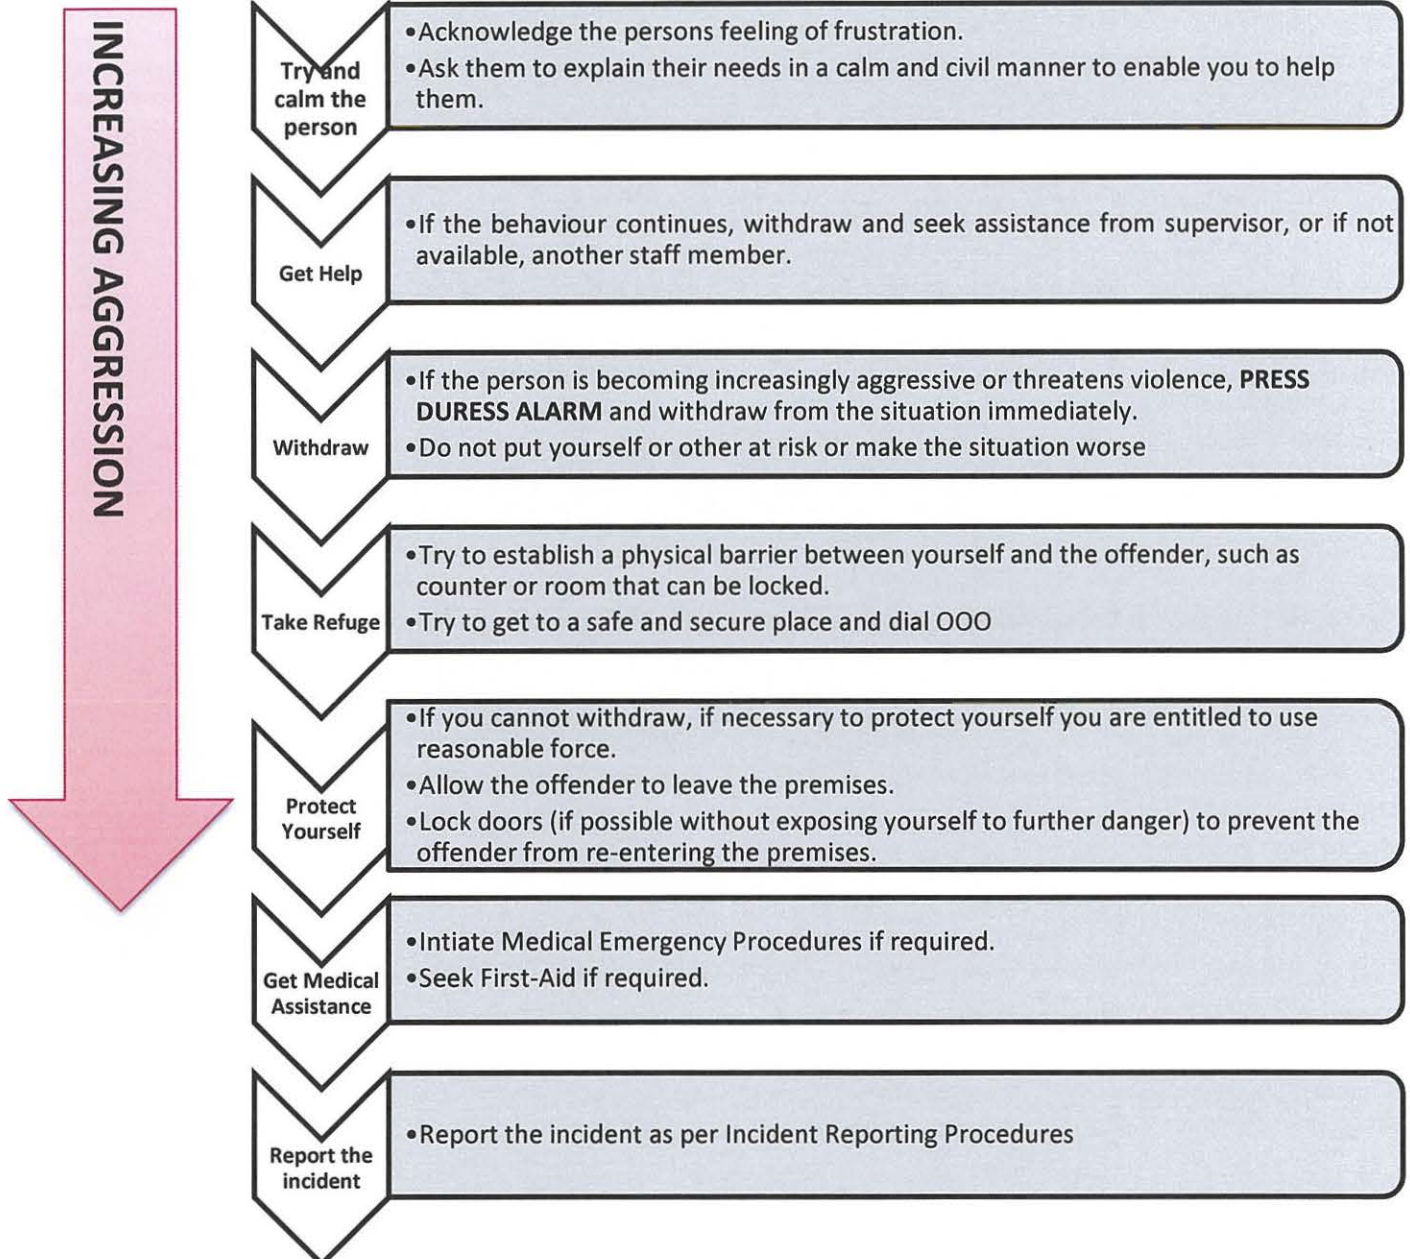 INCREASING AGGRESSION
Try and
calm the
person
•Acknowledge the persons feeling of frustration.
•Ask them to explain their needs in a calm and civil manner to enable you to help
them.
Get Help
•If the behaviour continues, withdraw and seek assistance from supervisor, or if not
available, another staff member.
Withdraw
•If the person is becoming increasingly aggressive or threatens violence, PRESS
DURESS ALARM and withdraw from the situation immediately.
•Do not put yourself or other at risk or make the situation worse
Take Refuge
•Try to establish a physical barrier between yourself and the offender, such as
counter or room that can be locked.
•Try to get to a safe and secure place and dial OOO
Protect
Yourself
•If you cannot withdraw, if necessary to protect yourself you are entitled to use
reasonable force.
•Allow the offender to leave the premises.
•Lock doors (if possible without exposing yourself to further danger) to prevent the
offender from re-entering the premises.
Get Medical
Assistance
•Intiate Medical Emergency Procedures if required.
•Seek First-Aid if required.
Report the
incident
•Report the incident as per Incident Reporting Procedures